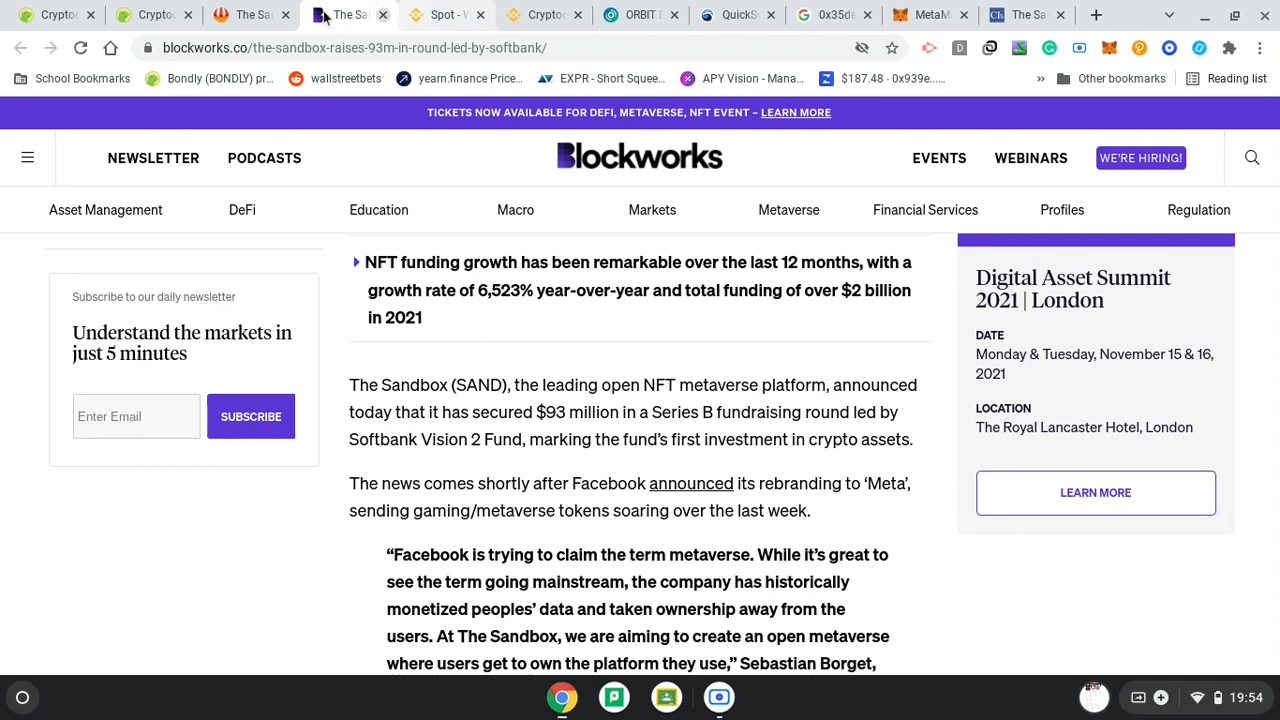 Cryptoc
Cryptoc
The San
The San
Spot - W
Cryptoc
ORBIT B
QuickS
0x35de
MetaM
The Sa
blockworks.co/the-sandbox-raises-93m-in-round-led-by-softbank/
School Bookmarks
Bondly (BONDLY) pr...
wallstreetbets
yearn.finance Price...
EXPR - Short Squee...
APY Vision - Mana...
$187.48 · 0x939e.....
»
Other bookmarks
Reading list
TICKETS NOW AVAILABLE FOR DEFI, METAVERSE, NFT EVENT – LEARN MORE
NEWSLETTER
PODCASTS
Blockworks
EVENTS
WEBINARS
WE'RE HIRING!
Asset Management
DeFi
Education
Macro
Markets
Metaverse
Financial Services
Profiles
Regulation
Subscribe to our daily newsletter
Understand the markets in
just 5 minutes
Enter Email
SUBSCRIBE
NFT funding growth has been remarkable over the last 12 months, with a
growth rate of 6,523% year-over-year and total funding of over $2 billion
in 2021
The Sandbox (SAND), the leading open NFT metaverse platform, announced
today that it has secured $93 million in a Series B fundraising round led by
Softbank Vision 2 Fund, marking the fund's first investment in crypto assets.
The news comes shortly after Facebook announced its rebranding to 'Meta',
sending gaming/metaverse tokens soaring over the last week.
“Facebook is trying to claim the term metaverse. While it's great to
see the term going mainstream, the company has historically
monetized peoples' data and taken ownership away from the
users. At The Sandbox, we are aiming to create an open metaverse
where users get to own the platform they use,” Sebastian Borget,
Digital Asset Summit
2021 | London
DATE
Monday & Tuesday, November 15 & 16,
2021
LOCATION
The Royal Lancaster Hotel, London
LEARN MORE
19:54